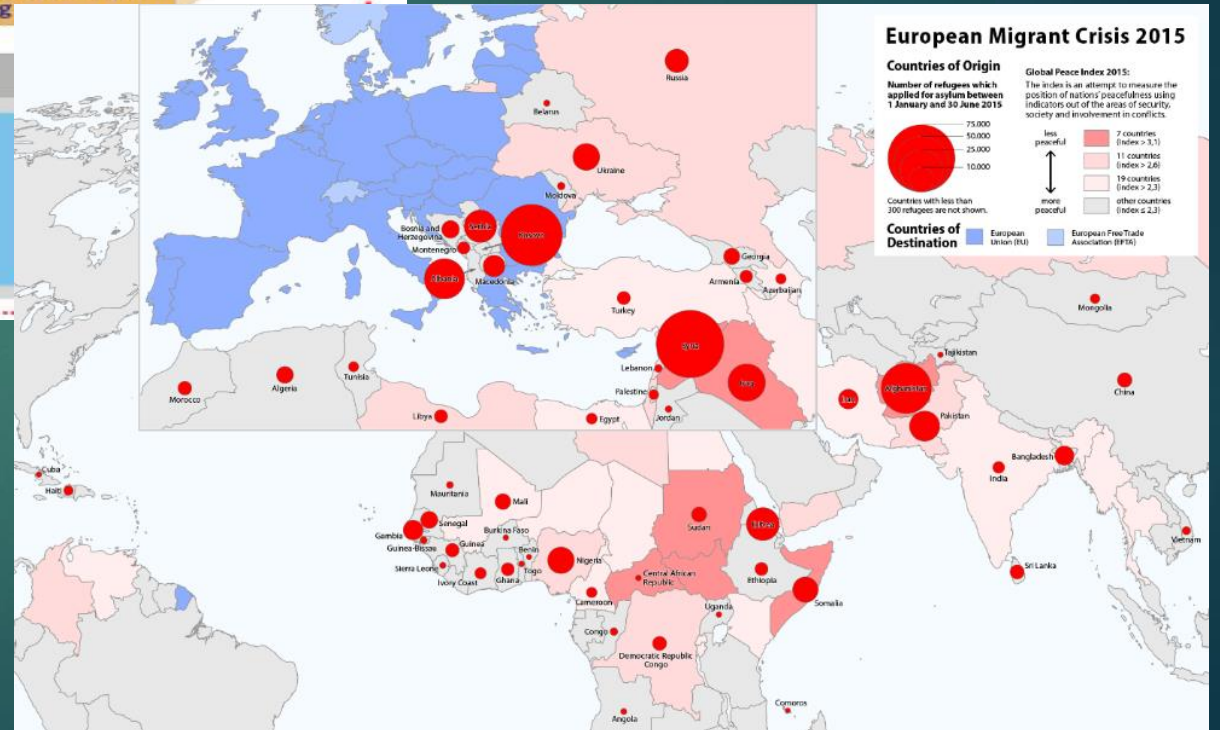 g
European Migrant Crisis 2015
Countries of Origin
Number of refugees which
applied for asylum between
1 January and 30 June 2015
75.000
50.000
25.000
10.000
Countries with less than
300 refugees are not shown.
Global Peace Index 2015:
The index is an attempt to measure the
position of nations' peacefulness using
indicators out of the areas of security,
society and involvement in conflicts.
less
peaceful
more
peaceful
7 countries
(index > 3,1)
11 countries
(index > 2,6)
19 countries
(index > 2,3)
other countries
(index ≤ 2,3)
Countries of
Destination
European
Union (EU)
European Free Trade
Association (EFTA)
Russia
Belarus
Ukraine
Moldova
Bosnia and
Herzegovina
Serbia
Kosovo
Montenegro
Albania
Macedonia
Georgia
Armenia
Azerbaijan
Turkey
Syria
Lebanon
Iraq
Palestine
Jordan
Morocco
Algeria
Tunisia
Libya
Egypt
Mongolia
Tajikistan
China
Iran
Afghanistan
Pakistan
Bangladesh
India
Vietnam
Sri Lanka
Cuba
Haiti
Mauritania
Mali
Senegal
Gambia
Guinea-Bissau
Guinea
Burkina Faso
Benin
Sierra Leone
Ivory Coast
Ghana
Togo
Nigeria
Cameroon
Sudan
Eritrea
Central African
Republic
Ethiopia
Somalia
Uganda
Congo
Democratic Republic
Congo
Angola
Comoros